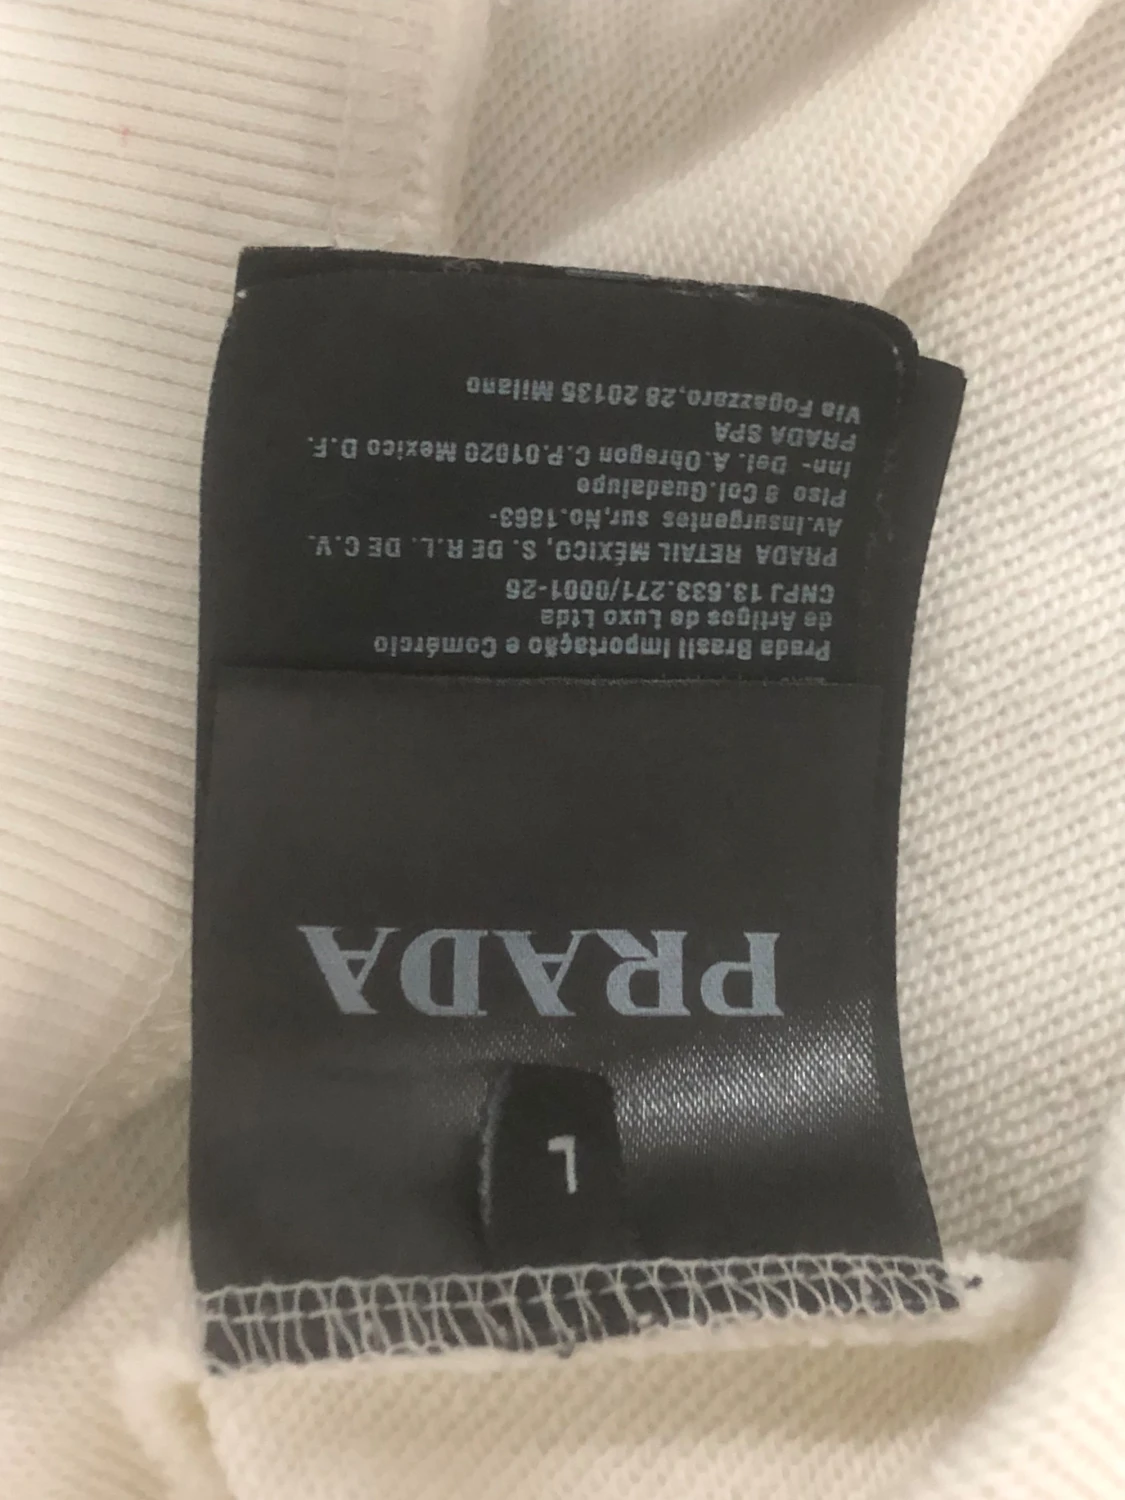 L
PRADA
Prada Brasil Importação e Comércio
de Artigos de Luxo Ltda
CNPJ 13.633.271/0001-26
PRADA RETAIL MÉXICO, S. DE R.L. DE C.V.
Av.Insurgentes sur,No.1863-
Piso 8 Col.Guadalupe
Inn- Del. A.Obregon C.P.01020 Mexico D.F.
PRADA SPA
Via Fogazzaro,28 20135 Milano